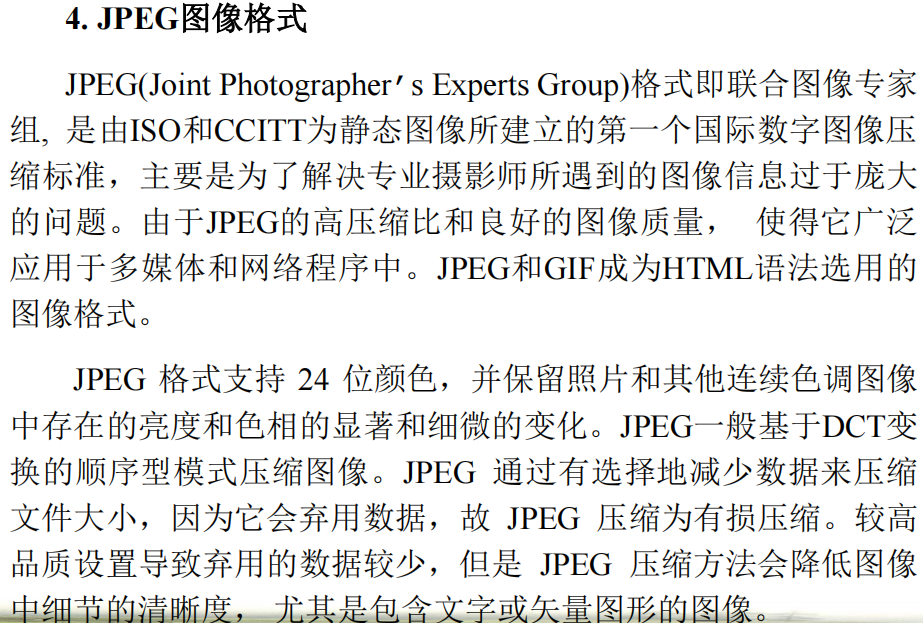 4. JPEG图像格式
JPEG(Joint Photographer′s Experts Group)格式即联合图像专家
组, 是由ISO和CCITT为静态图像所建立的第一个国际数字图像压
缩标准，主要是为了解决专业摄影师所遇到的图像信息过于庞大
的问题。由于JPEG的高压缩比和良好的图像质量， 使得它广泛
应用于多媒体和网络程序中。JPEG和GIF成为HTML语法选用的
图像格式。
JPEG 格式支持 24 位颜色，并保留照片和其他连续色调图像
中存在的亮度和色相的显著和细微的变化。JPEG一般基于DCT变
换的顺序型模式压缩图像。JPEG 通过有选择地减少数据来压缩
文件大小，因为它会弃用数据，故 JPEG 压缩为有损压缩。较高
品质设置导致弃用的数据较少，但是 JPEG 压缩方法会降低图像
中细节的清晰度， 尤其是包含文字或矢量图形的图像。